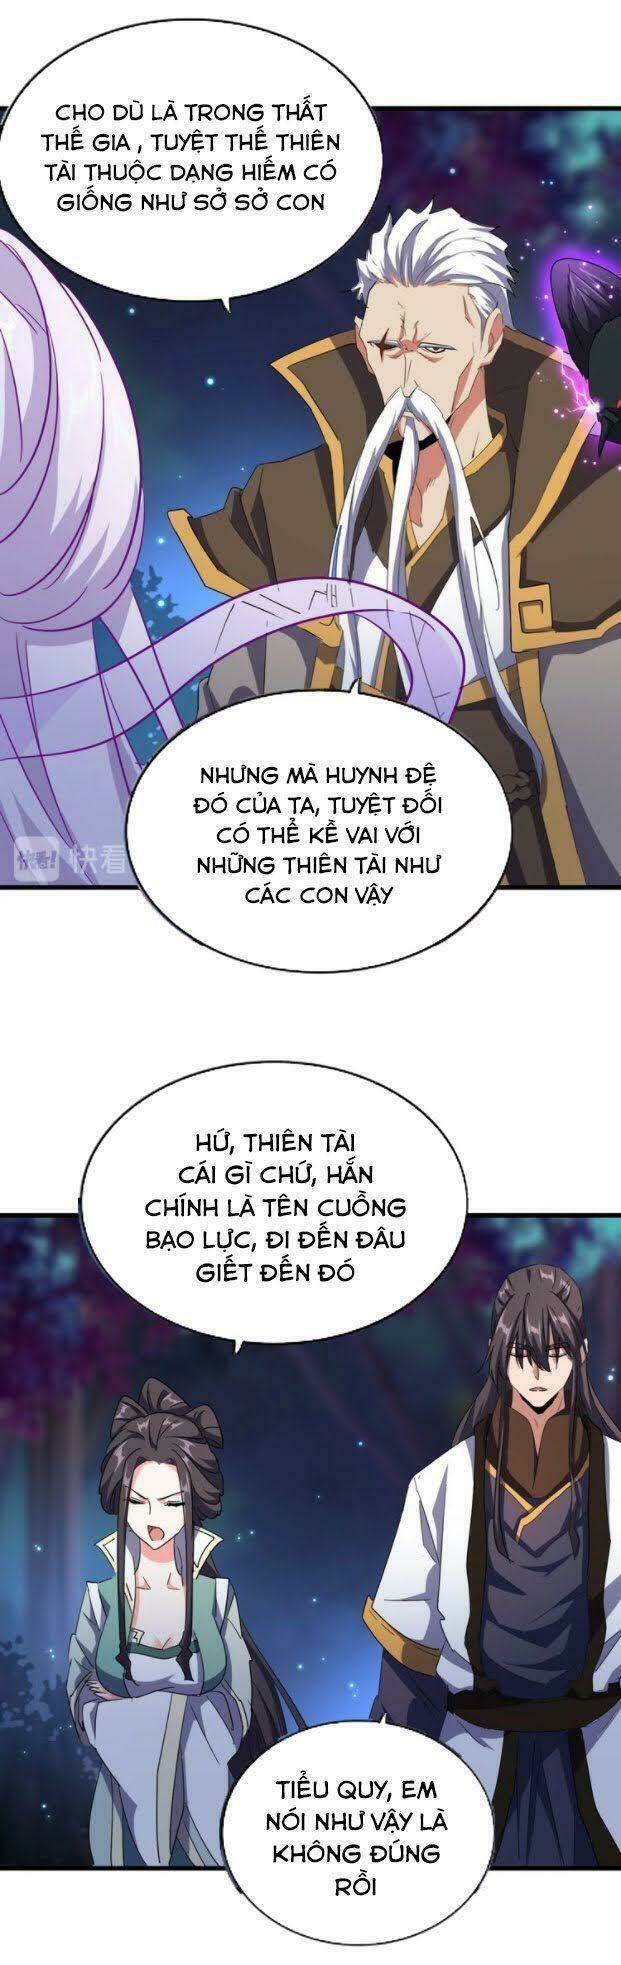 CHO DÙ LÀ TRONG THẤT
THẾ GIA , TUYỆT THẾ THIÊN
TÀI THUỘC DẠNG HIẾM CÓ
GIỐNG NHƯ SỞ SỞ CON
NHƯNG MÀ HUYNH ĐỆ
ĐÓ CỦA TA, TUYỆT ĐỐI
CÓ THỂ KỀ VAI VỚI
NHỮNG THIÊN TÀI NHƯ
CÁC CON VẬY
快看
HỨ, THIÊN TÀI
CÁI GÌ CHỨ, HẮN
CHÍNH LÀ TÊN CUỒNG
BẠO LỰC, ĐI ĐẾN ĐÂU
GIẾT ĐẾN ĐÓ
TIỂU QUY, EM
NÓI NHƯ VẬY LÀ
KHÔNG ĐÚNG
RỒI